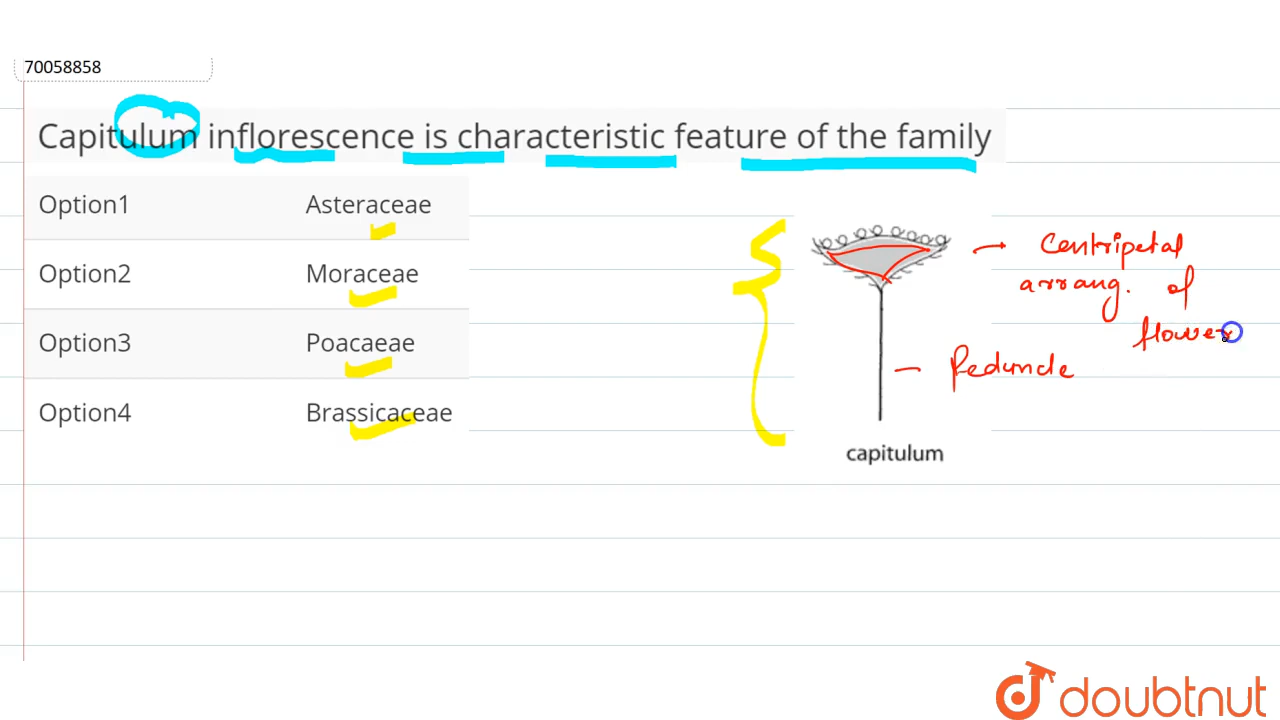 70058858
Capitulum inflorescence is characteristic feature of the family
Option1 Asteraceae
Option2 Moraceae
Option3 Poacaeae
Option4 Brassicaceae
Centripetal
arrang. of
flower
Peduncle
capitulum
doubtnut